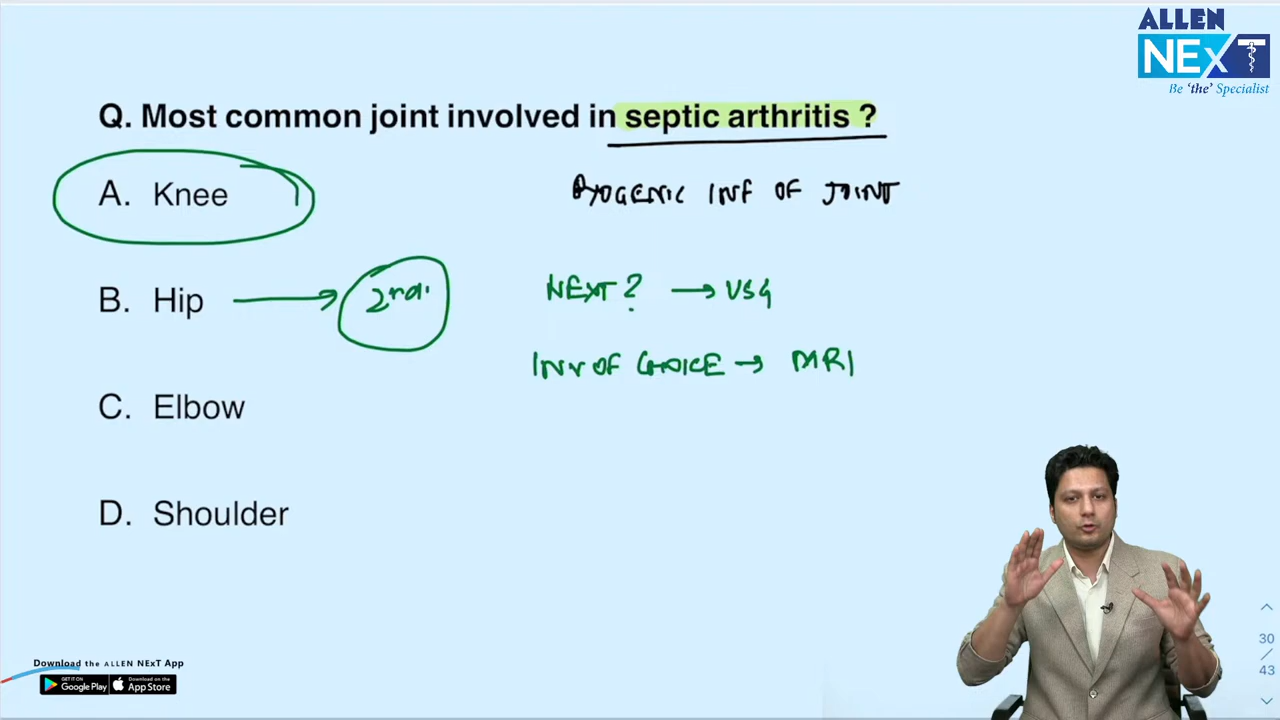 ALLEN
NExT
Be 'the' Specialist
Q. Most common joint involved in septic arthritis ?
A. Knee
PYOGENIC INF OF JOINT
B. Hip → 2nd.
NEXT ? → USG
INV OF CHOICE → MRI
C. Elbow
D. Shoulder
30
/
43
Download the ALLEN NExT App
GET IT ON
Google Play
Download on the
App Store